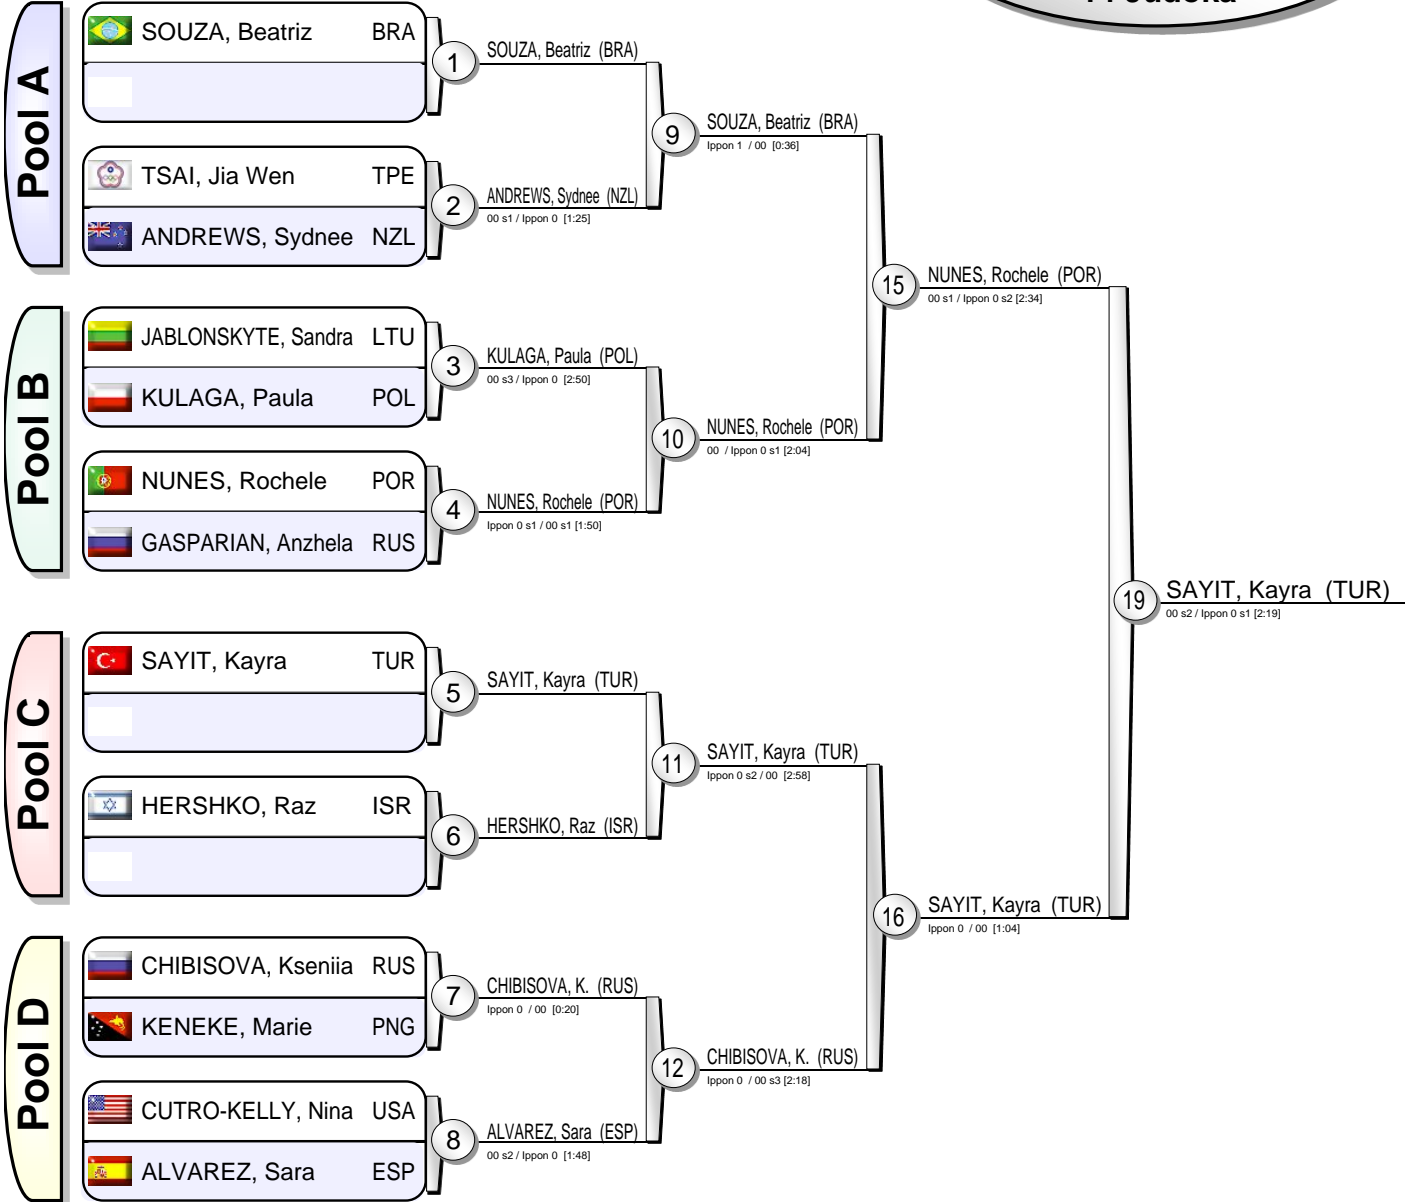 Pool A
SOUZA, Beatriz BRA
TSAI, Jia Wen TPE
ANDREWS, Sydnee NZL
Pool B
JABLONSKYTE, Sandra LTU
KULAGA, Paula POL
NUNES, Rochele POR
GASPARIAN, Anzhela RUS
Pool C
SAYIT, Kayra TUR
HERSHKO, Raz ISR
Pool D
CHIBISOVA, Kseniia RUS
KENEKE, Marie PNG
CUTRO-KELLY, Nina USA
ALVAREZ, Sara ESP
1
SOUZA, Beatriz (BRA)
2
ANDREWS, Sydnee (NZL)
00 s1 / Ippon 0 [1:25]
3
KULAGA, Paula (POL)
00 s3 / Ippon 0 [2:50]
4
NUNES, Rochele (POR)
Ippon 0 s1 / 00 s1 [1:50]
5
SAYIT, Kayra (TUR)
6
HERSHKO, Raz (ISR)
7
CHIBISOVA, K. (RUS)
Ippon 0 / 00 [0:20]
8
ALVAREZ, Sara (ESP)
00 s2 / Ippon 0 [1:48]
9
SOUZA, Beatriz (BRA)
Ippon 1 / 00 [0:36]
10
NUNES, Rochele (POR)
00 / Ippon 0 s1 [2:04]
11
SAYIT, Kayra (TUR)
Ippon 0 s2 / 00 [2:58]
12
CHIBISOVA, K. (RUS)
Ippon 0 / 00 s3 [2:18]
15
NUNES, Rochele (POR)
00 s1 / Ippon 0 s2 [2:34]
16
SAYIT, Kayra (TUR)
Ippon 0 / 00 [1:04]
19
SAYIT, Kayra (TUR)
00 s2 / Ippon 0 s1 [2:19]